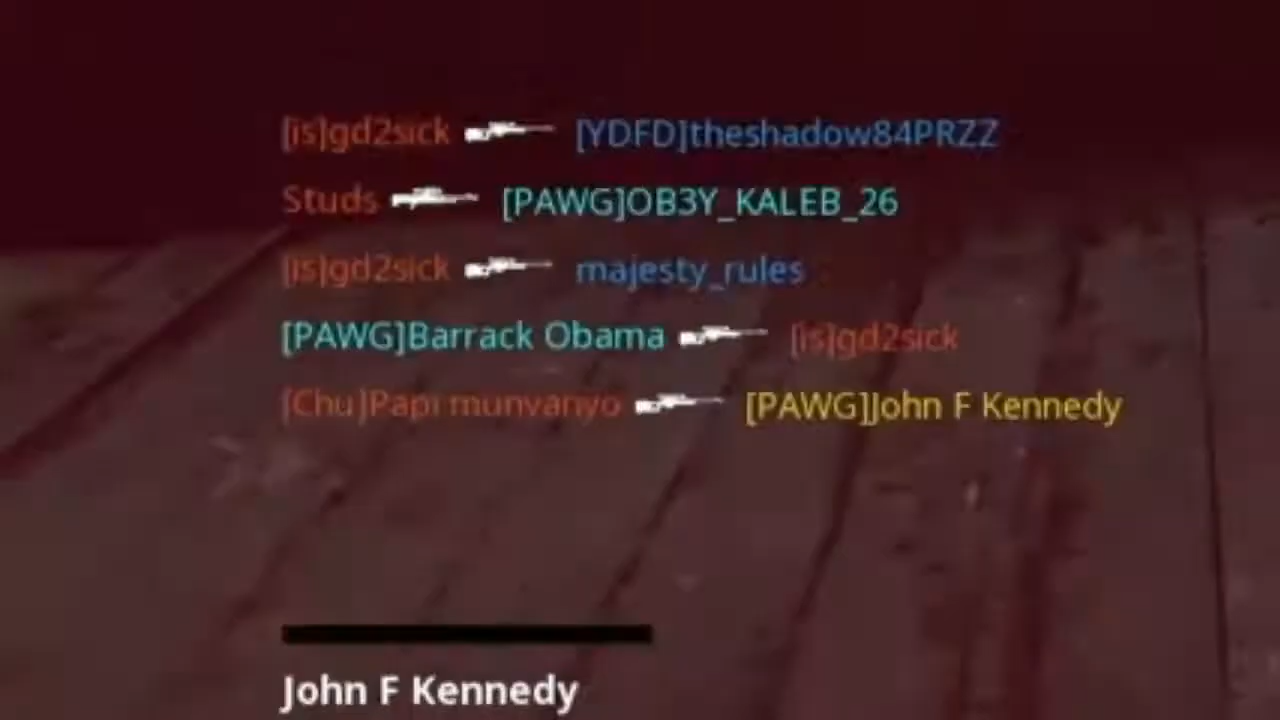 [is]gd2sick [YDFD]theshadow84PRZZ
Studs [PAWG]OB3Y_KALEB_26
[is]gd2sick majesty_rules
[PAWG]Barrack Obama [is]gd2sick
[Chu]Papi munvanyo [PAWG]John F Kennedy
John F Kennedy